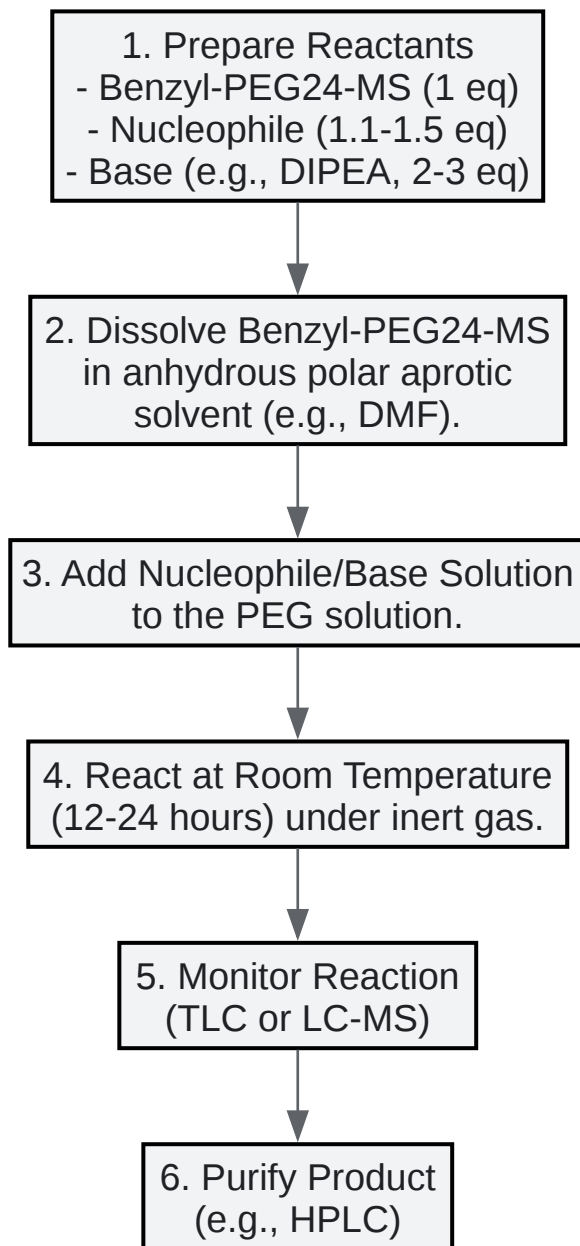 1. Prepare Reactants
- Benzyl-PEG24-MS (1 eq)
- Nucleophile (1.1-1.5 eq)
- Base (e.g., DIPEA, 2-3 eq)
2. Dissolve Benzyl-PEG24-MS
in anhydrous polar aprotic
solvent (e.g., DMF).
3. Add Nucleophile/Base Solution
to the PEG solution.
4. React at Room Temperature
(12-24 hours) under inert gas.
5. Monitor Reaction
(TLC or LC-MS)
6. Purify Product
(e.g., HPLC)